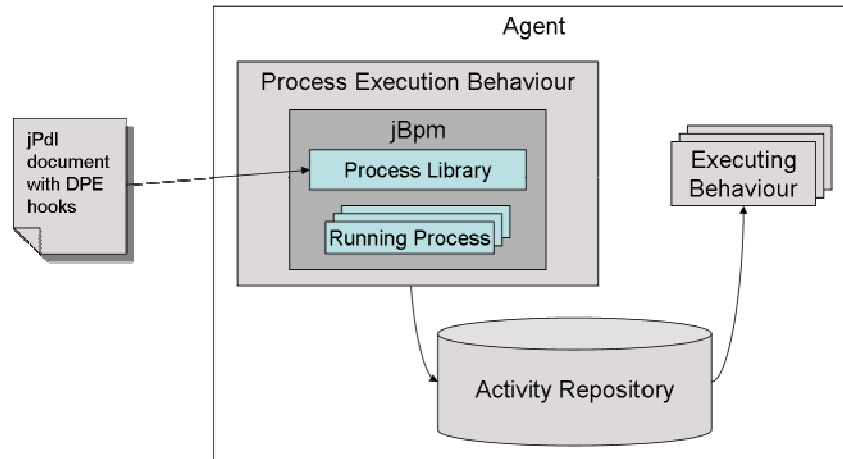 Agent
Process Execution Behaviour
jBpm
jPdl
document
with DPE
hooks
Process Library
Running Process
Executing
Behaviour
Activity Repository